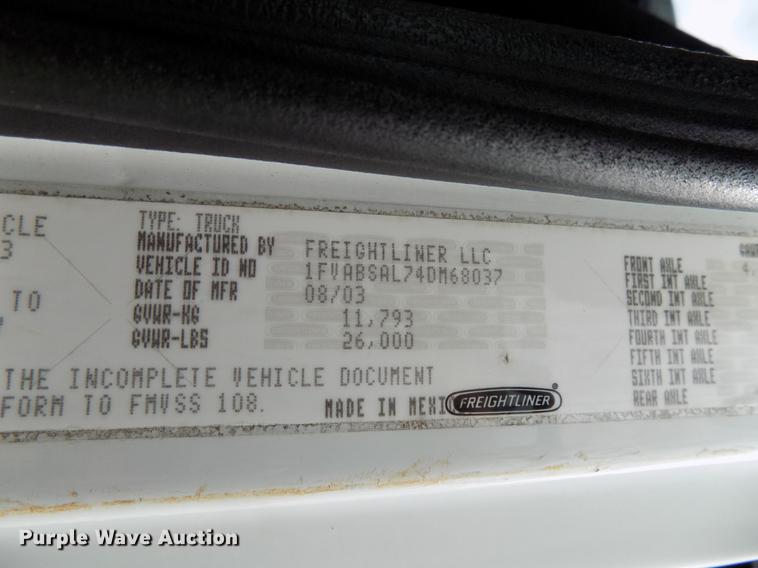 CLE
3
TO
TYPE: TRUCK
MANUFACTURED BY FREIGHTLINER LLC
VEHICLE ID NO 1FVABSAL74DM68037
DATE OF MFR 08/03
GVWR-KG 11,793
GVWR-LBS 26,000
THE INCOMPLETE VEHICLE DOCUMENT
FORM TO FMVSS 108.
MADE IN MEXI
FREIGHTLINER
FRONT AXLE
FIRST INT AXLE
SECOND INT AXLE
THIRD INT AXLE
FOURTH INT AXLE
FIFTH INT AXLE
SIXTH INT AXLE
REAR AXLE
Purple Wave Auction